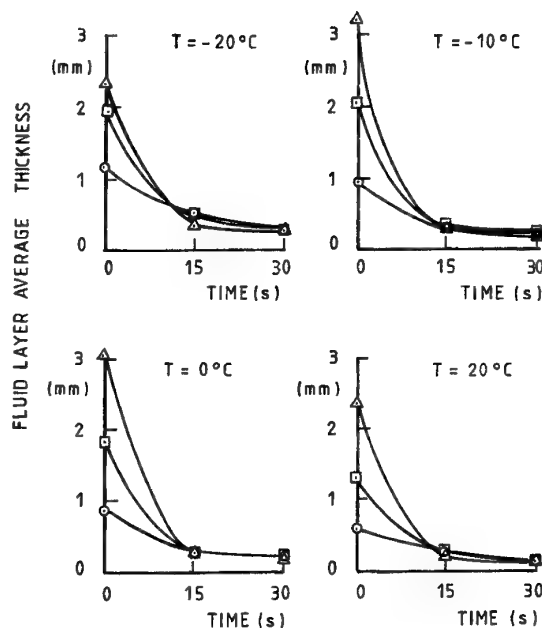 FLUID LAYER AVERAGE THICKNESS
T = -20°C
3
(mm)
2
1
0
0 15 30
TIME (s)
T = -10°C
3
(mm)
2
1
0
0 15 30
TIME (s)
T = 0°C
3
(mm)
2
1
0
0 15 30
TIME (s)
T = 20°C
3
(mm)
2
1
0
0 15 30
TIME (s)